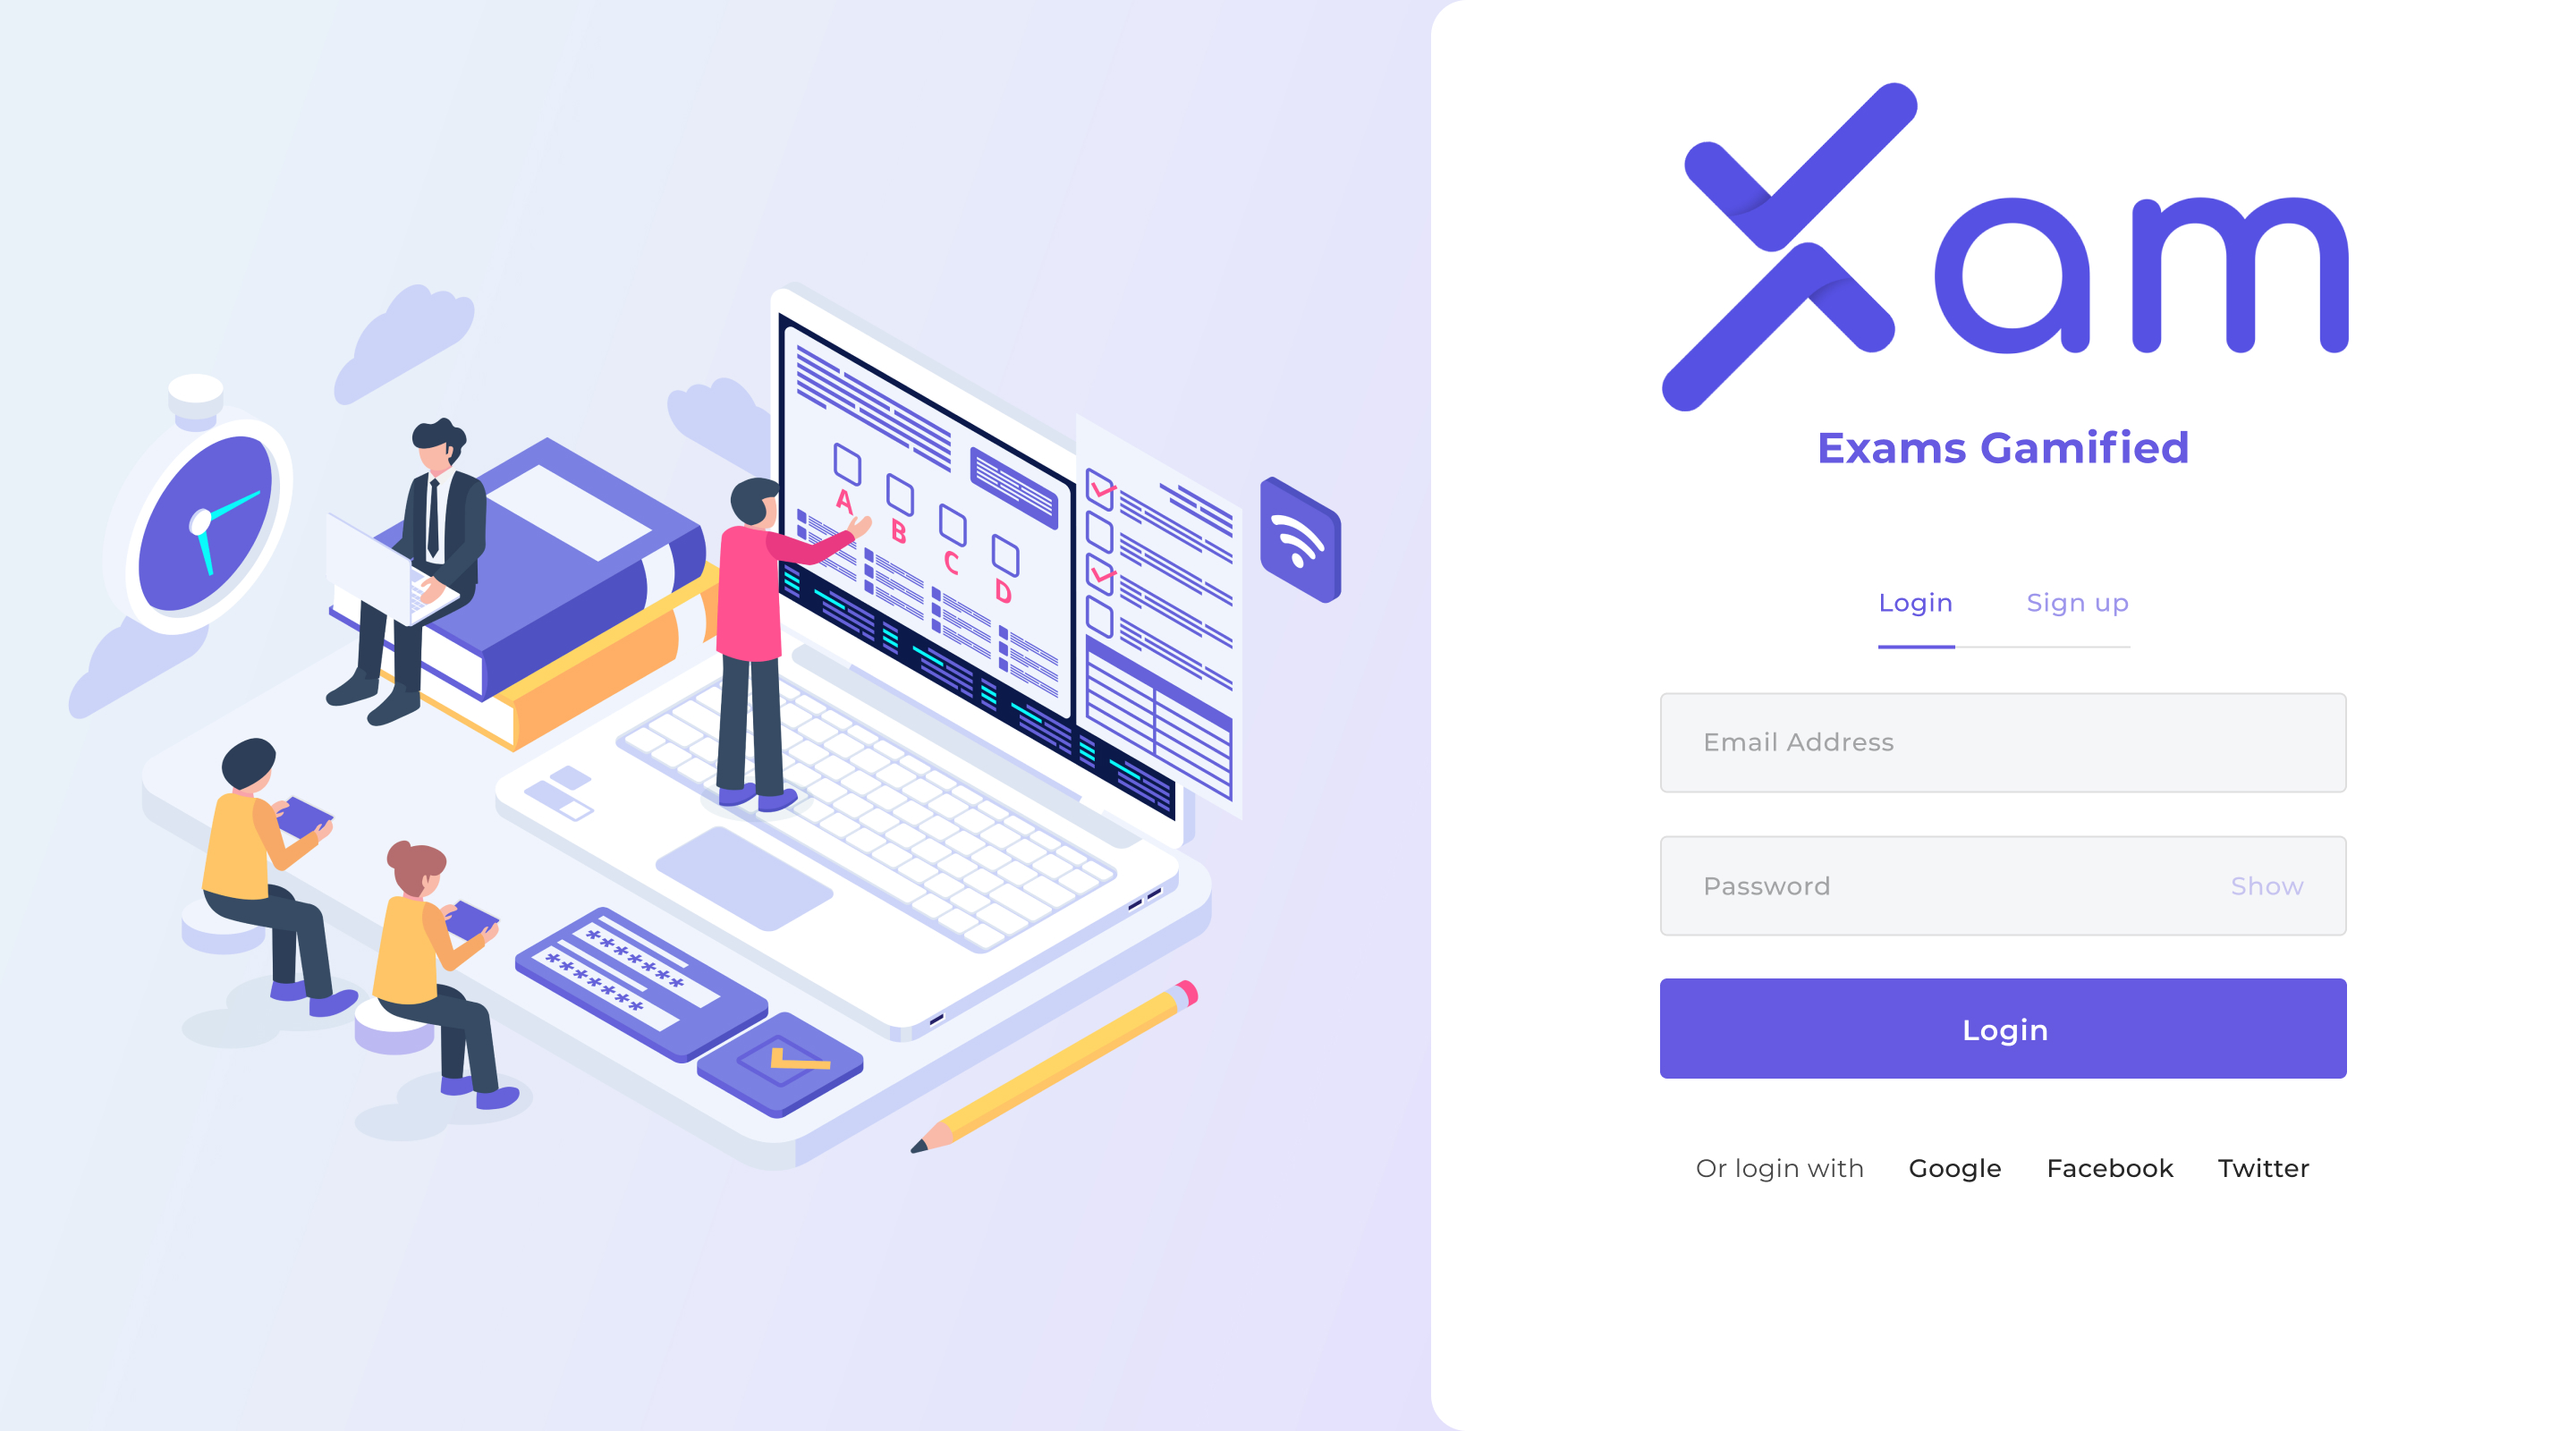 A
B
C
D
******
*******
Xam
Exams Gamified
Login Sign up
Email Address
Password Show
Login
Or login with Google Facebook Twitter